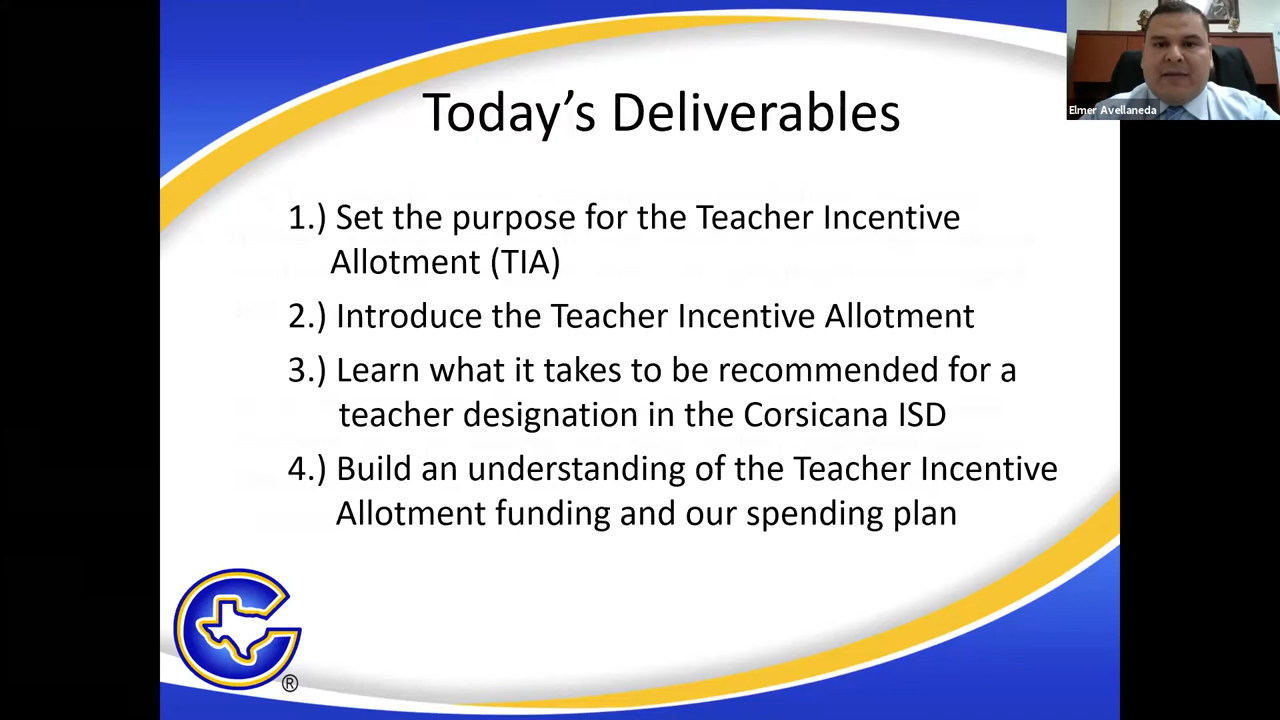 Elmer Avellaneda
Today's Deliverables
1.) Set the purpose for the Teacher Incentive
Allotment (TIA)
2.) Introduce the Teacher Incentive Allotment
3.) Learn what it takes to be recommended for a
teacher designation in the Corsicana ISD
4.) Build an understanding of the Teacher Incentive
Allotment funding and our spending plan
®